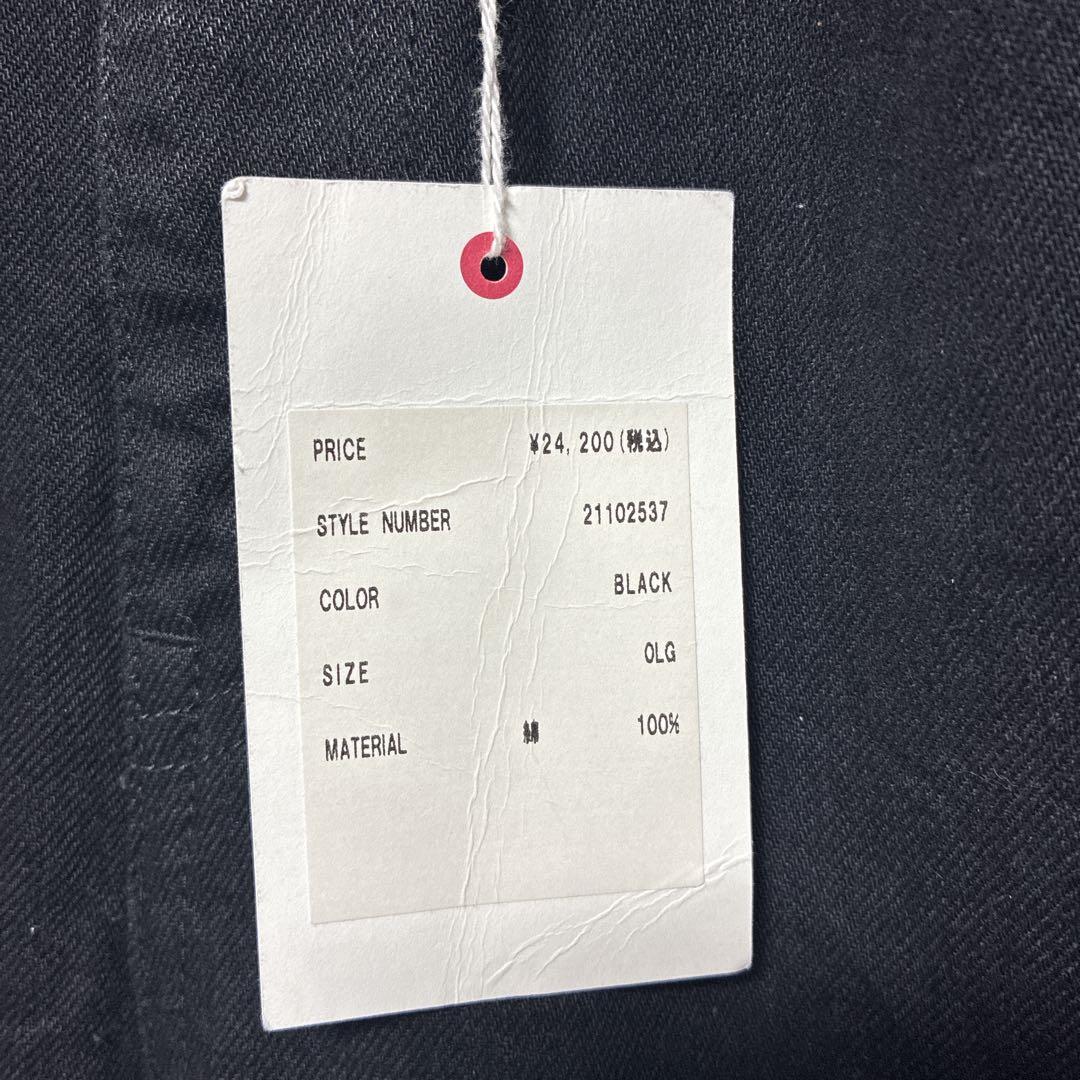 PRICE ¥24,200(税込)
STYLE NUMBER 21102537
COLOR BLACK
SIZE OLG
MATERIAL 綿 100%